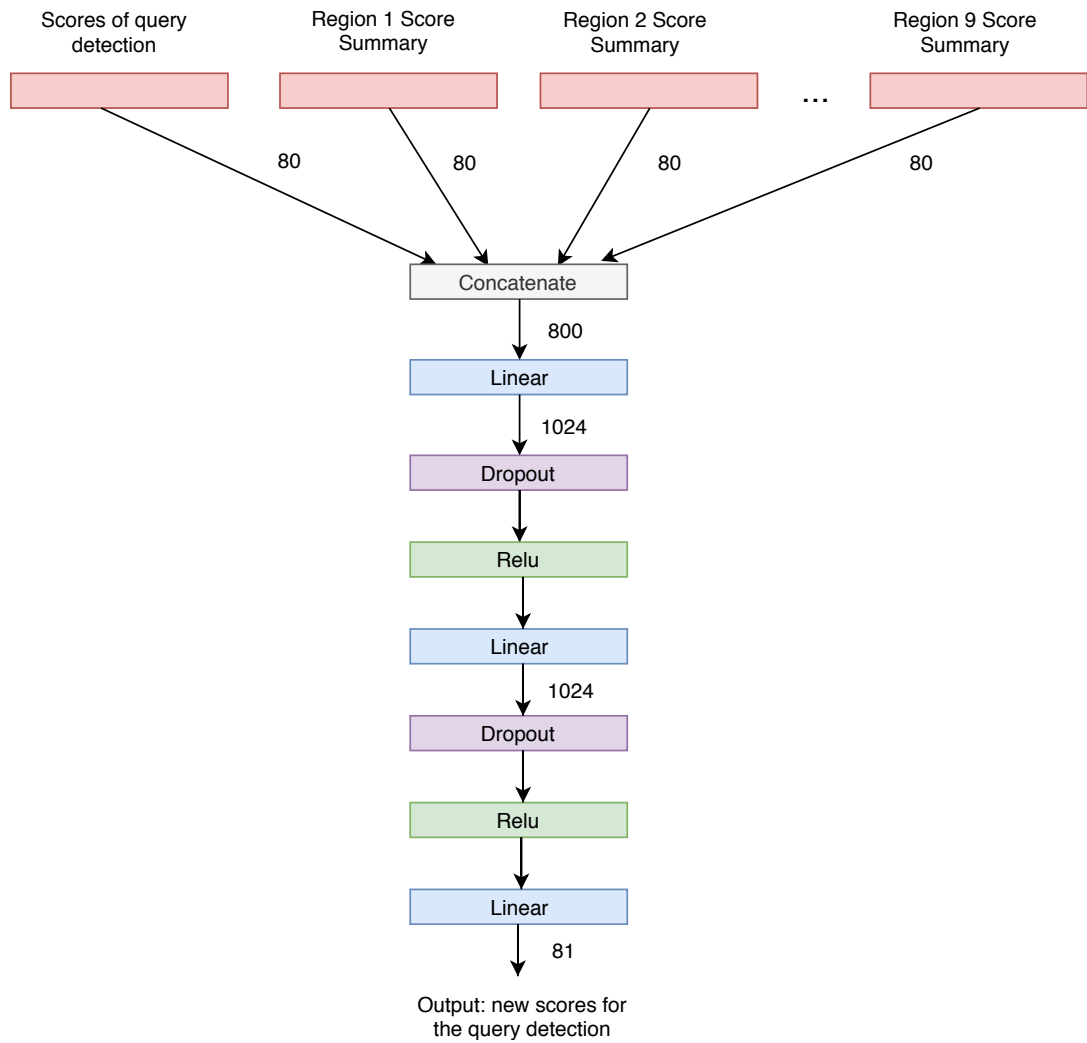 Scores of query
detection
Region 1 Score
Summary
Region 2 Score
Summary
...
Region 9 Score
Summary
80
80
80
80
Concatenate
800
Linear
1024
Dropout
Relu
Linear
1024
Dropout
Relu
Linear
81
Output: new scores for
the query detection